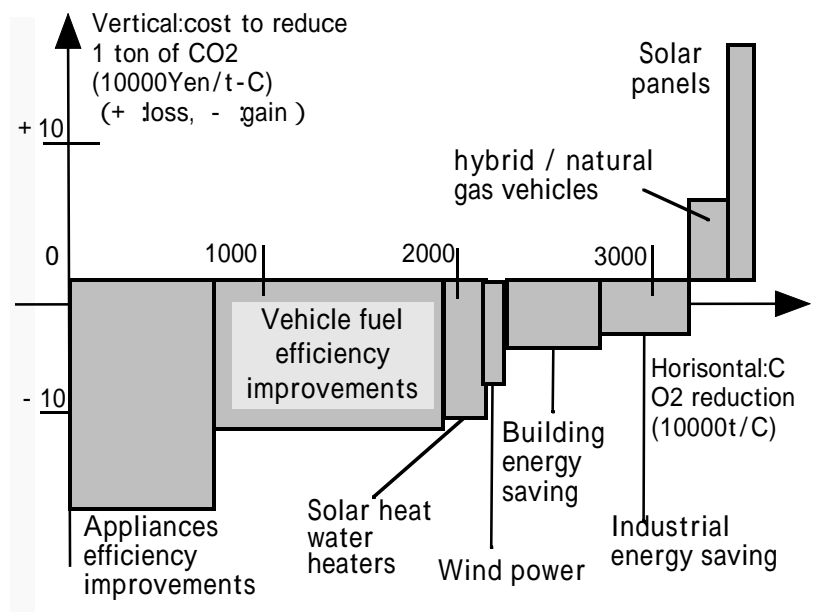 Vertical:cost to reduce
1 ton of CO2
(10000Yen/t-C)
(+ :loss, - :gain )
Solar
panels
+ 10
hybrid / natural
gas vehicles
0
1000
2000
3000
Vehicle fuel
efficiency
improvements
Horisontal:C
O2 reduction
(10000t/C)
- 10
Building
energy
saving
Solar heat
water
heaters
Wind power
Industrial
energy saving
Appliances
efficiency
improvements